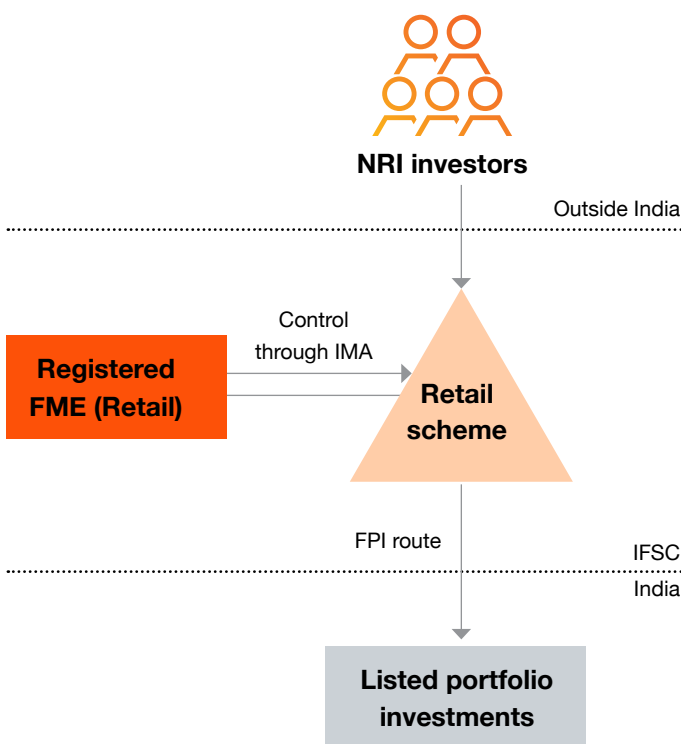 NRI investors
Outside India
Control
through IMA
Registered
FME (Retail)
Retail
scheme
FPI route
IFSC
India
Listed portfolio
investments